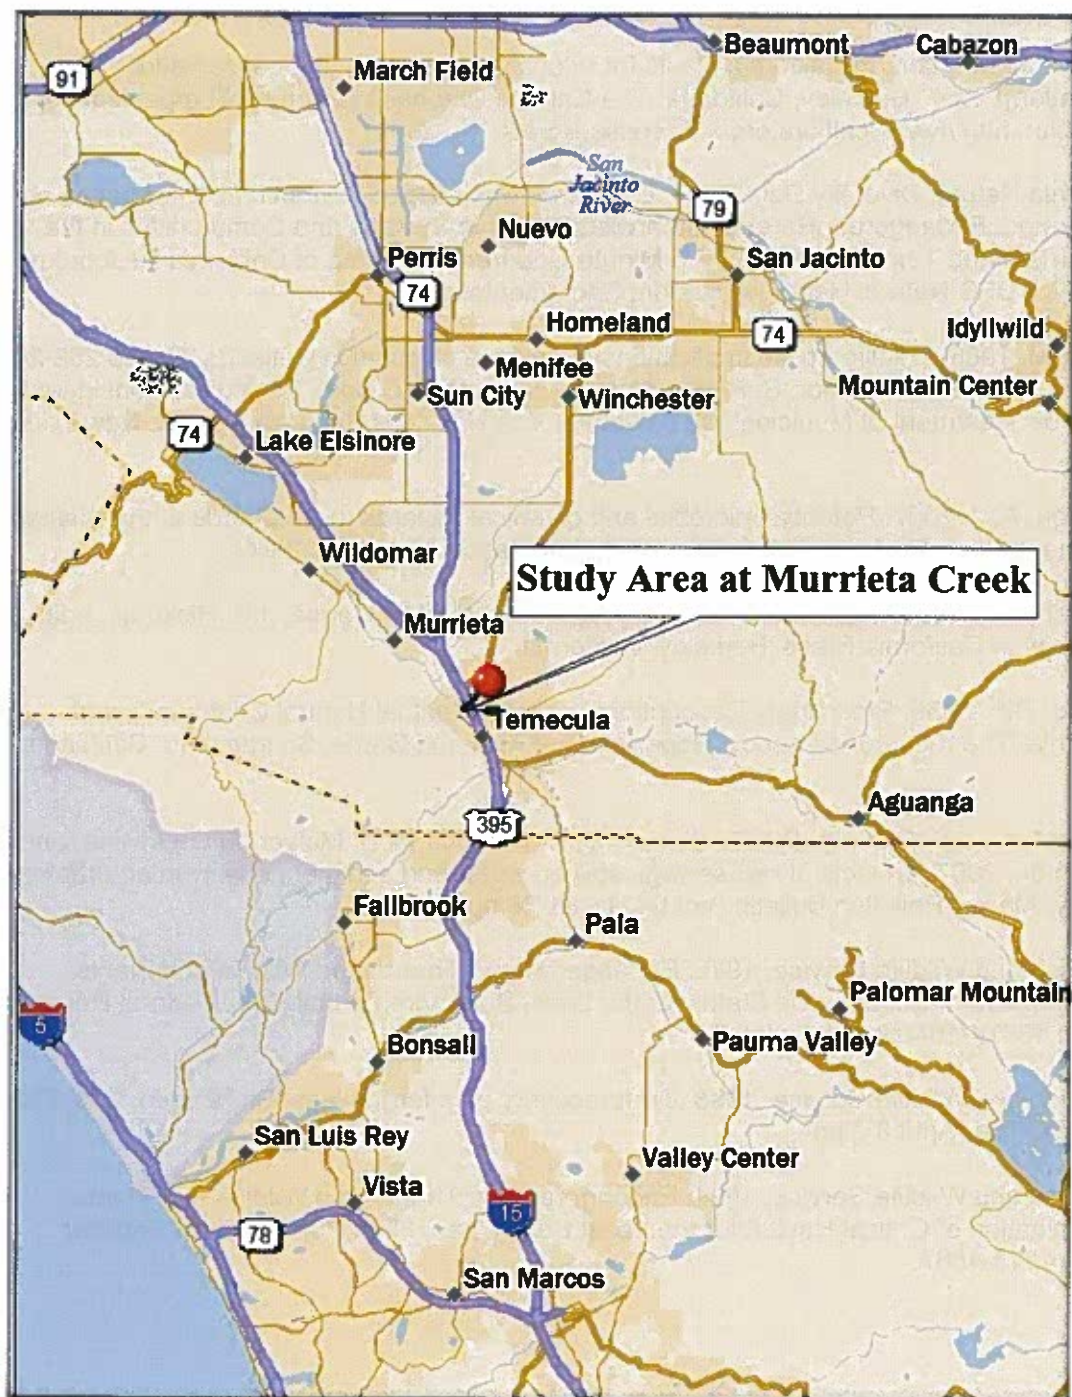 Beaumont
Cabazon
91
March Field
San
Jacinto
River
79
Nuevo
Perris
San Jacinto
74
Homeland
74
Idyllwild
Menifee
Mountain Center
Sun City
Winchester
74
Lake Elsinore
Wildomar
Study Area at Murrieta Creek
Murrieta
Temecula
Aguanga
395
Fallbrook
Pala
Palomar Mountain
5
Bonsall
Pauma Valley
San Luis Rey
Valley Center
Vista
15
78
San Marcos